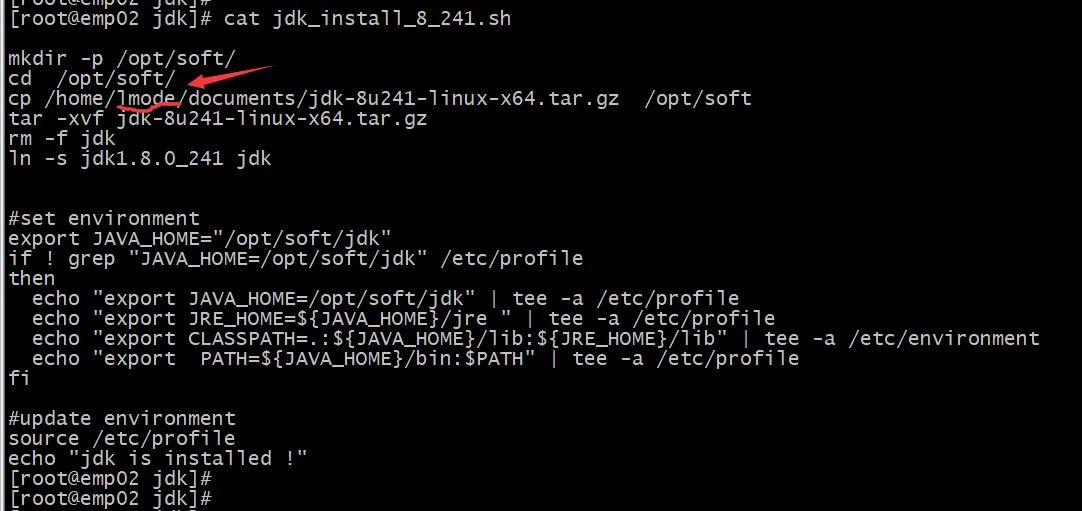 [root@emp02 jdk]#
[root@emp02 jdk]# cat jdk_install_8_241.sh
mkdir -p /opt/soft/
cd  /opt/soft/
cp /home/lmode/documents/jdk-8u241-linux-x64.tar.gz  /opt/soft
tar -xvf jdk-8u241-linux-x64.tar.gz
rm -f jdk
ln -s jdk1.8.0_241 jdk
#set environment
export JAVA_HOME="/opt/soft/jdk"
if ! grep "JAVA_HOME=/opt/soft/jdk" /etc/profile
then
  echo "export JAVA_HOME=/opt/soft/jdk" | tee -a /etc/profile
  echo "export JRE_HOME=${JAVA_HOME}/jre " | tee -a /etc/profile
  echo "export CLASSPATH=.:${JAVA_HOME}/lib:${JRE_HOME}/lib" | tee -a /etc/environment
  echo "export  PATH=${JAVA_HOME}/bin:$PATH" | tee -a /etc/profile
fi
#update environment
source /etc/profile
echo "jdk is installed !"
[root@emp02 jdk]#
[root@emp02 jdk]#